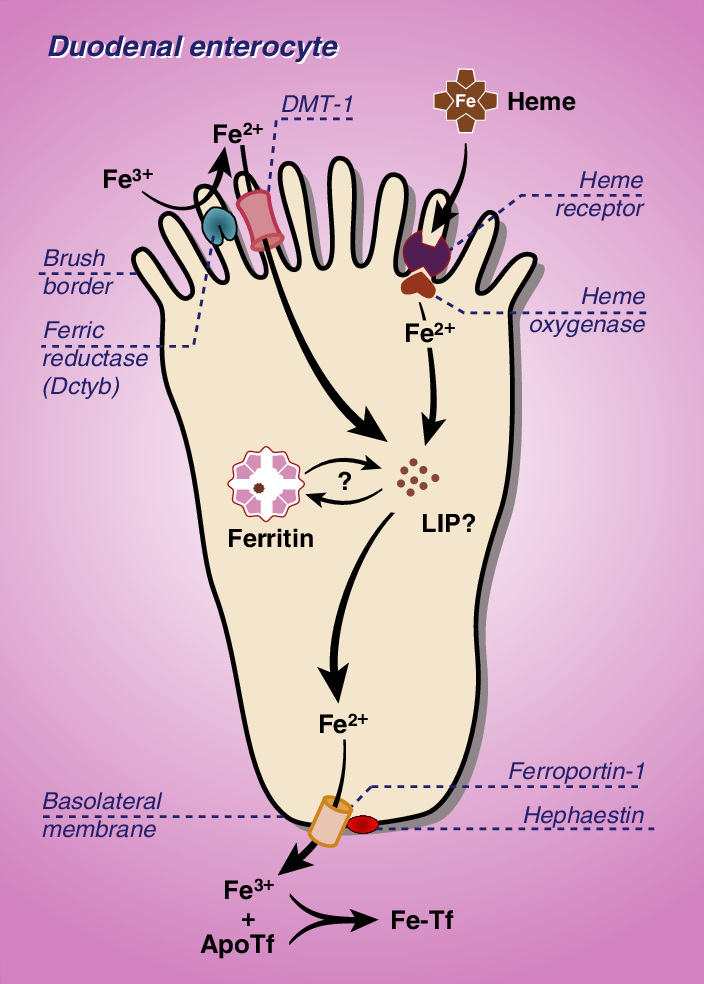 Duodenal enterocyte
DMT-1
Fe
Heme
Fe2+
Fe3+
Heme
receptor
Brush
border
Heme
oxygenase
Ferric
reductase
(Dctyb)
Fe2+
?
Ferritin
LIP?
Fe2+
Ferroportin-1
Basolateral
membrane
Hephaestin
Fe3+
+
ApoTf
Fe-Tf